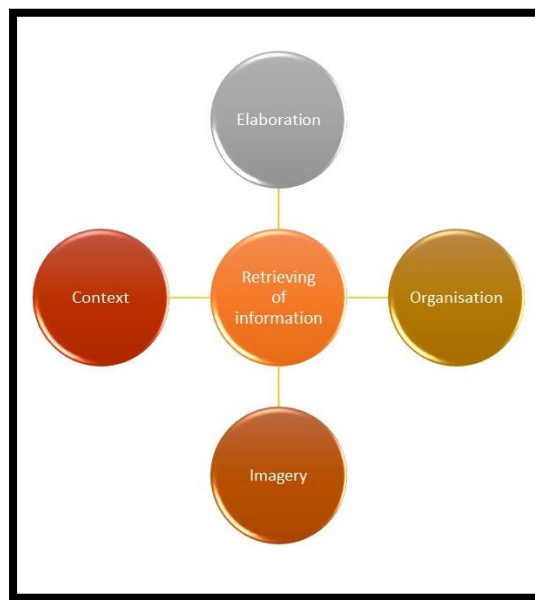 Elaboration
Context
Retrieving
of
information
Organisation
Imagery